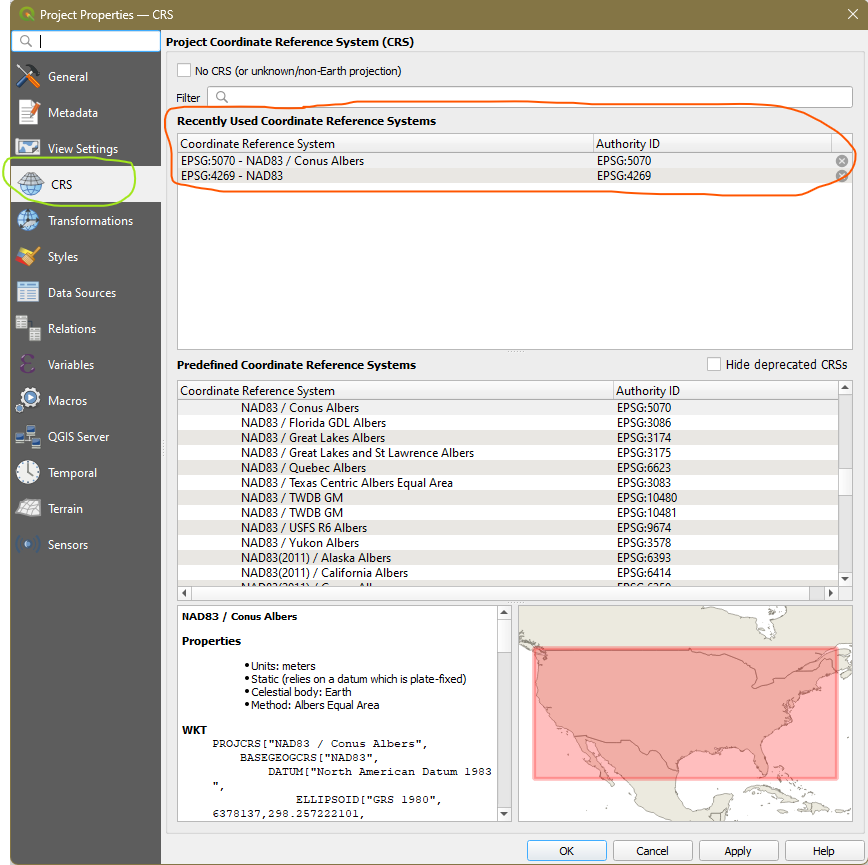 Project Properties — CRS
General
Metadata
View Settings
CRS
Transformations
Styles
Data Sources
Relations
Variables
Macros
QGIS Server
Temporal
Terrain
Sensors
Project Coordinate Reference System (CRS)
No CRS (or unknown/non-Earth projection)
Filter
Recently Used Coordinate Reference Systems
Coordinate Reference System Authority ID
EPSG:5070 - NAD83 / Conus Albers EPSG:5070
EPSG:4269 - NAD83 EPSG:4269
Predefined Coordinate Reference Systems Hide deprecated CRSs
Coordinate Reference System Authority ID
NAD83 / Conus Albers EPSG:5070
NAD83 / Florida GDL Albers EPSG:3086
NAD83 / Great Lakes Albers EPSG:3174
NAD83 / Great Lakes and St Lawrence Albers EPSG:3175
NAD83 / Quebec Albers EPSG:6623
NAD83 / Texas Centric Albers Equal Area EPSG:3083
NAD83 / TWDB GM EPSG:10480
NAD83 / TWDB GM EPSG:10481
NAD83 / USFS R6 Albers EPSG:9674
NAD83 / Yukon Albers EPSG:3578
NAD83(2011) / Alaska Albers EPSG:6393
NAD83(2011) / California Albers EPSG:6414
NAD83 / Conus Albers
Properties
• Units: meters
• Static (relies on a datum which is plate-fixed)
• Celestial body: Earth
• Method: Albers Equal Area
WKT
PROJCRS["NAD83 / Conus Albers",
BASEGEOGCRS["NAD83",
DATUM["North American Datum 1983
",
ELLIPSOID["GRS 1980",
6378137,298.257222101,
OK Cancel Apply Help